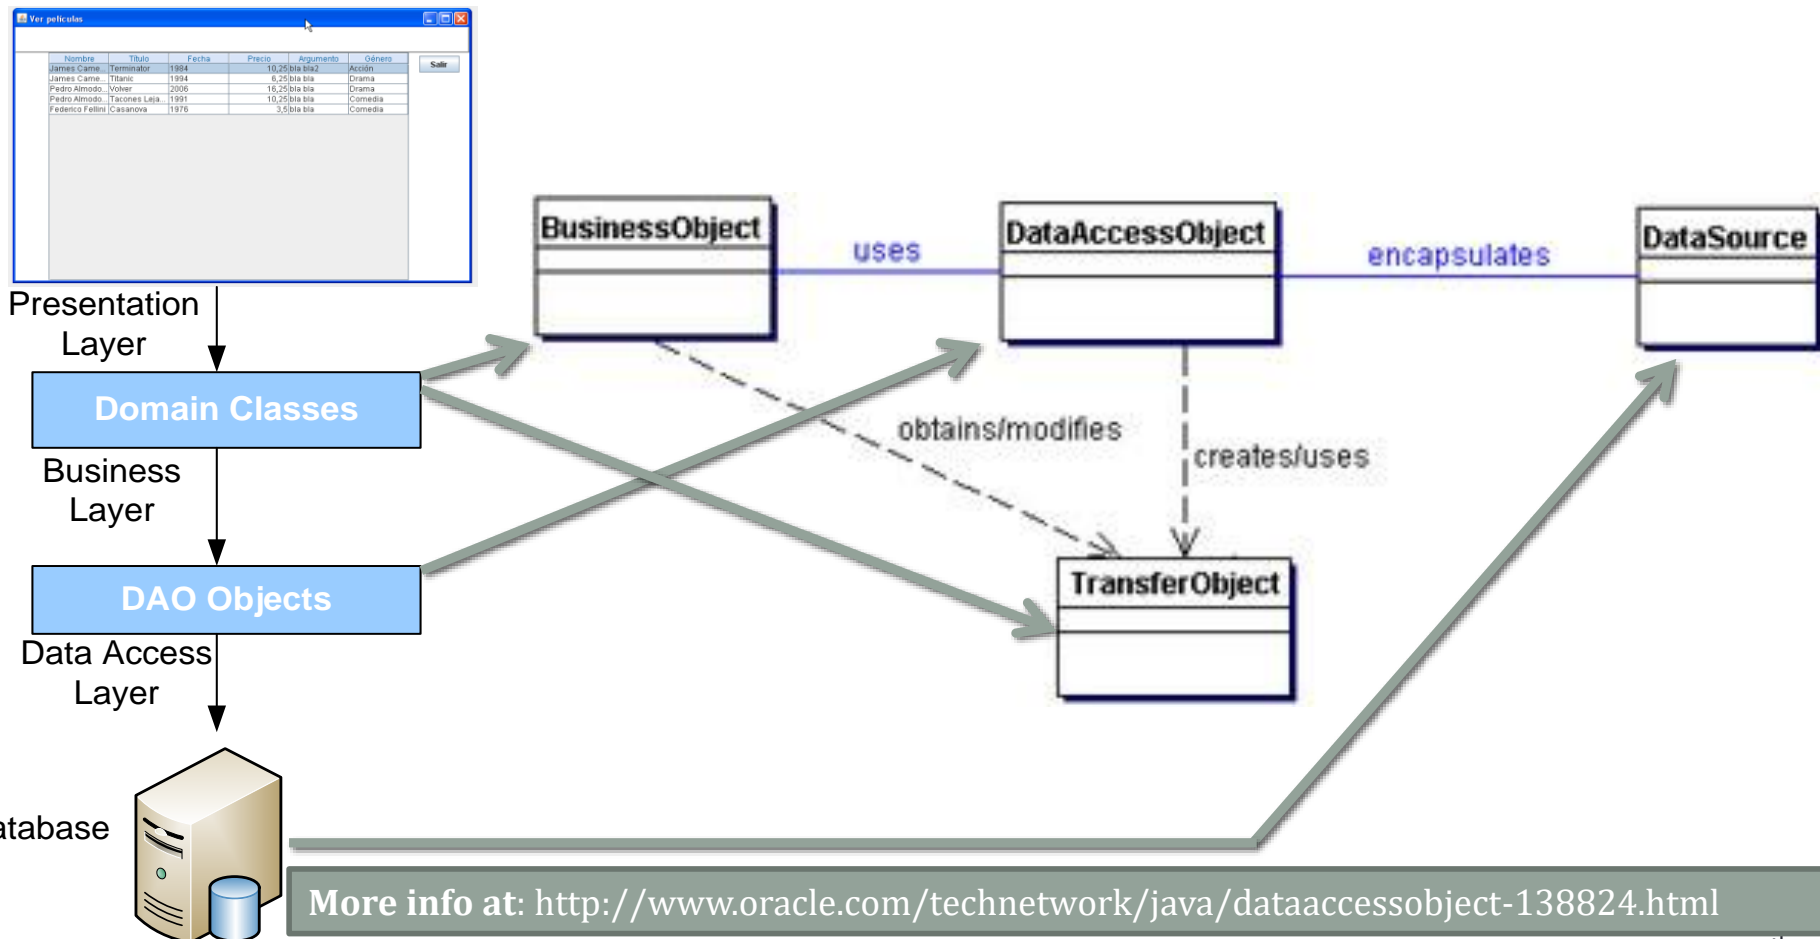 Ver películas
Nombre Título Fecha Precio Argumento Género
James Came... Terminator 1984 10,25 bla bla2 Acción
James Came... Titanic 1994 6,25 bla bla Drama
Pedro Almodo... Volver 2006 16,25 bla bla Drama
Pedro Almodo... Tacones Leja... 1991 10,25 bla bla Comedia
Federico Fellini Casanova 1976 3,5 bla bla Comedia
Salir
Presentation
Layer
Domain Classes
Business
Layer
DAO Objects
Data Access
Layer
atabase
BusinessObject
uses
DataAccessObject
encapsulates
DataSource
obtains/modifies
creates/uses
TransferObject
More info at: http://www.oracle.com/technetwork/java/dataaccessobject-138824.html